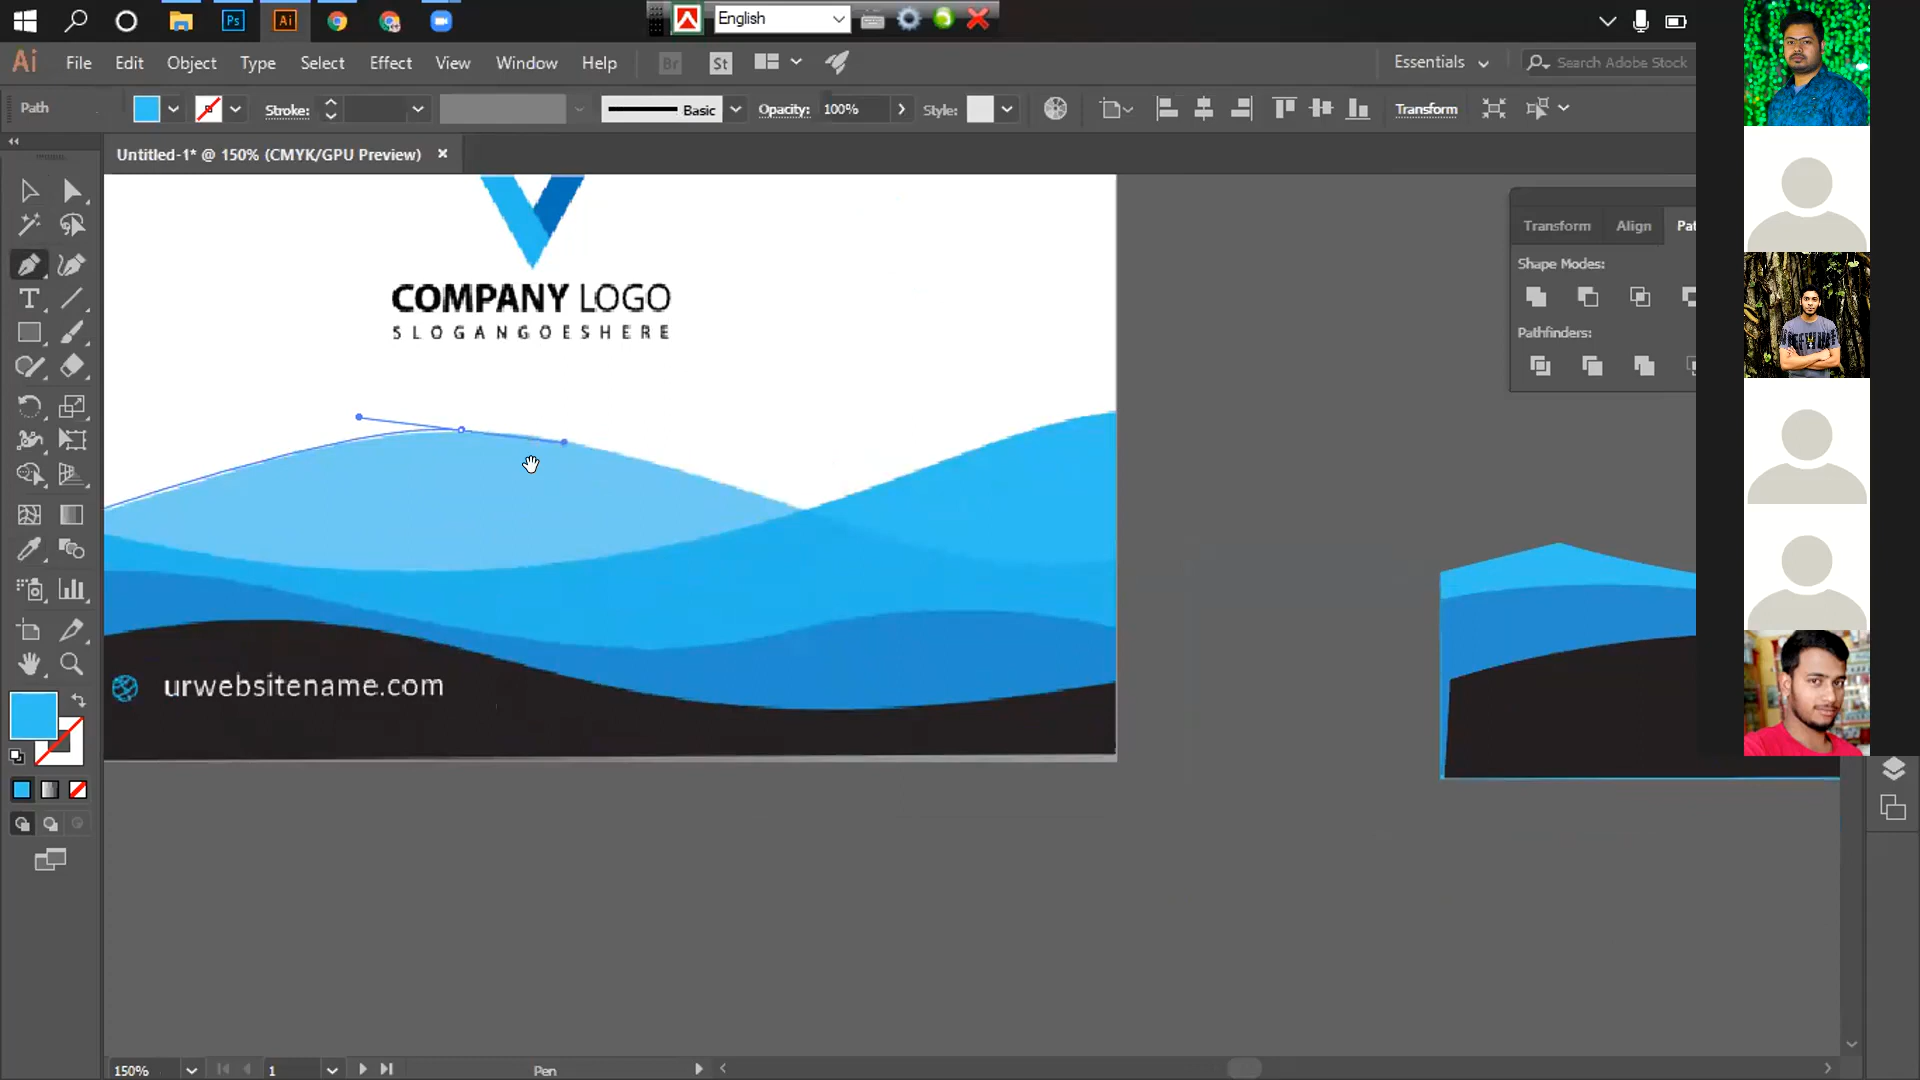 English
Ps
Ai
Ai File Edit Object Type Select Effect View Window Help Br St Essentials Search Adobe Stock
Path Stroke: Basic Opacity: 100% Style: Transform
Untitled-1* @ 150% (CMYK/GPU Preview)
Transform Align
Shape Modes:
Pathfinders:
COMPANY LOGO
SLOGANGOESHERE
urwebsitename.com
150% 1 Pen